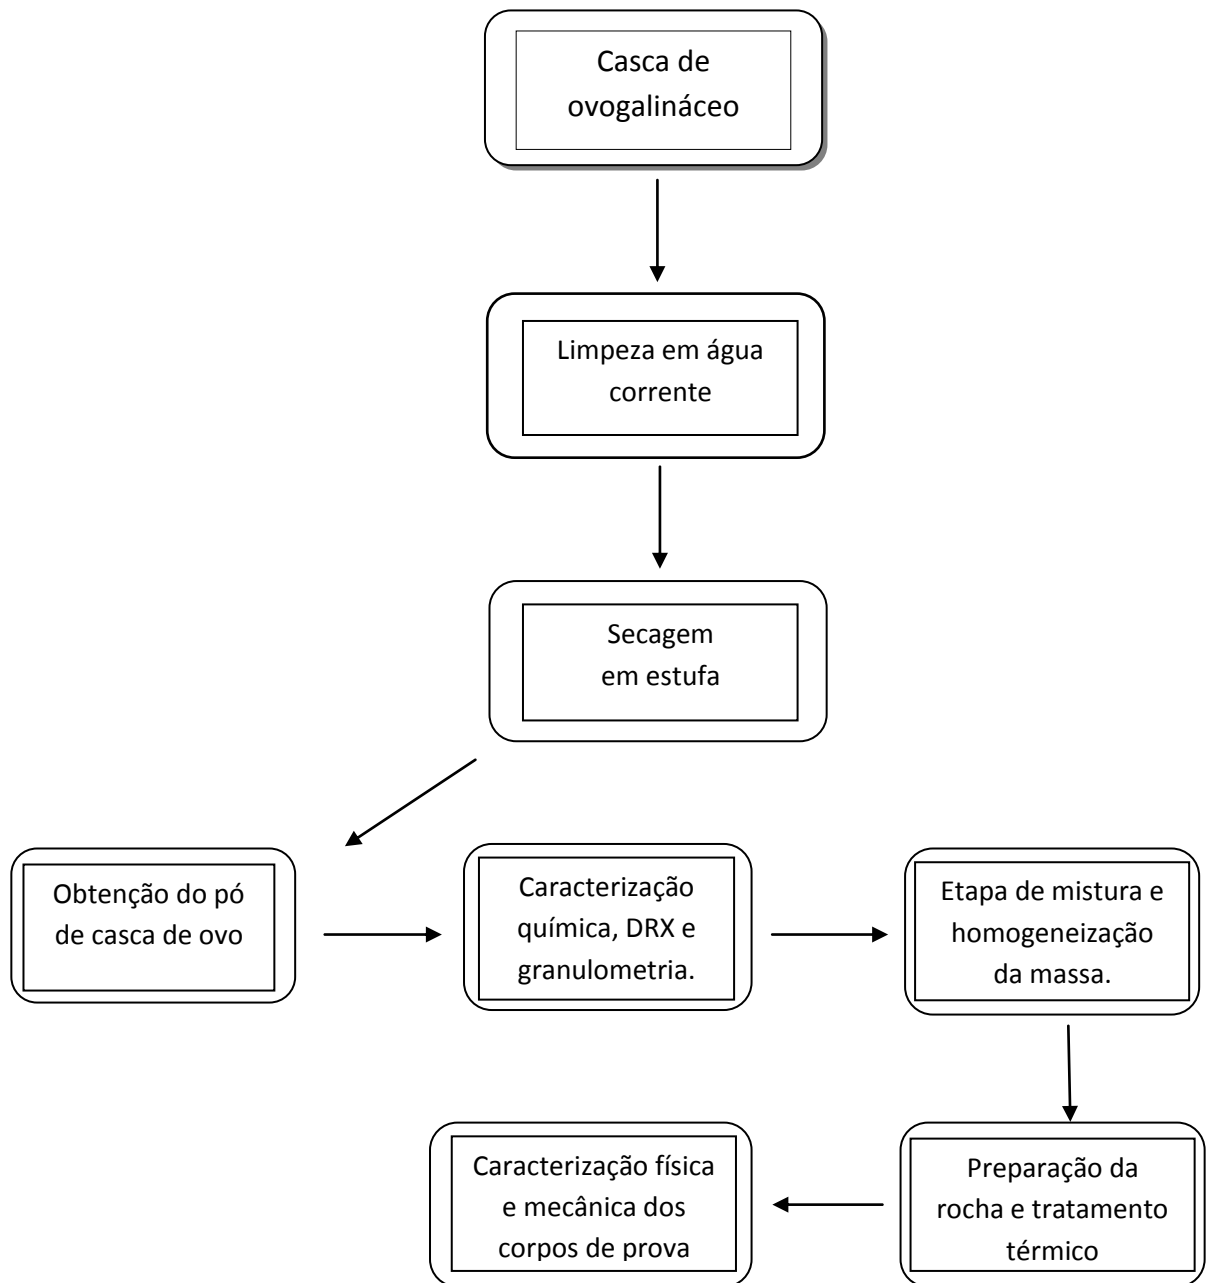 Casca de
ovogalináceo
Limpeza em água
corrente
Secagem
em estufa
Obtenção do pó
de casca de ovo
Caracterização
química, DRX e
granulometria.
Etapa de mistura e
homogeneização
da massa.
Preparação da
rocha e tratamento
térmico
Caracterização física
e mecânica dos
corpos de prova